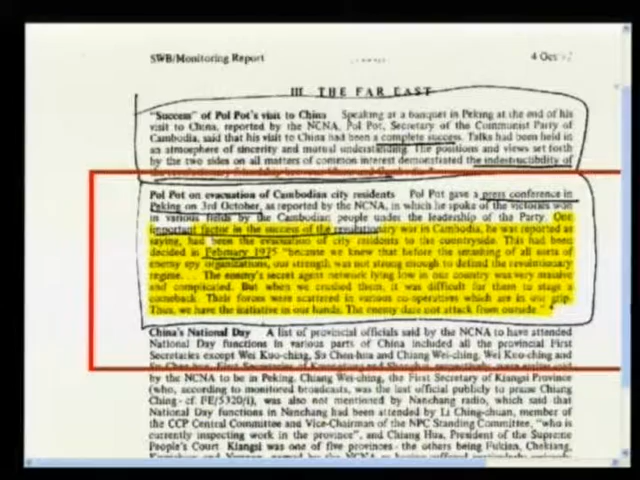 SWB/Monitoring Report 4 Oct
III THE FAR EAST
"Success" of Pol Pot's visit to China Speaking at a banquet in Peking at the end of his
visit to China, reported by the NCNA, Pol Pot, Secretary of the Communist Party of
Cambodia, said that his visit to China had been a complete success. Talks had been held in
an atmosphere of sincerity and mutual understanding. The positions and views set forth
by the two sides on all matters of common interest demonstrated the indestructibility of
Pol Pot on evacuation of Cambodian city residents Pol Pot gave a press conference in
Peking on 3rd October, as reported by the NCNA, in which he spoke of the victories won
in various fields by the Cambodian people under the leadership of the Party. One
important factor in the success of the revolutionary war in Cambodia, he was reported as
saying, had been the evacuation of city residents to the countryside. This had been
decided in February 1975 "because we knew that before the smashing of all sorts of
enemy spy organizations, our strength was not strong enough to defend the revolutionary
regime... The enemy's secret agent network lying low in our country was very massive
and complicated. But when we crushed them, it was difficult for them to stage a
comeback. Their forces were scattered in various co-operatives which are in our grip.
Thus, we have the initiative in our hands. The enemy dare not attack from outside
China's National Day A list of provincial officials said by the NCNA to have attended
National Day functions in various parts of China included all the provincial First
Secretaries except Wei Kuo-ching, So Chen-hua and Chiang Wei-ching. Wei Kuo-ching and
by the NCNA to be in Peking. Chiang Wei-ching, the First Secretary of Kiangsi Province
(who, according to monitored broadcasts, was the last official publicly to praise Chiang
Ching - cf FE/5320/i), was also not mentioned by Nanchang radio, which said that
National Day functions in Nanchang had been attended by Li Ching-chuan, member of
the CCP Central Committee and Vice-Chairman of the NPC Standing Committee, "who is
currently inspecting work in the province", and Chiang Hua, President of the Supreme
People's Court Kiangsi was one of five provinces - the others being Fukien, Chekiang,